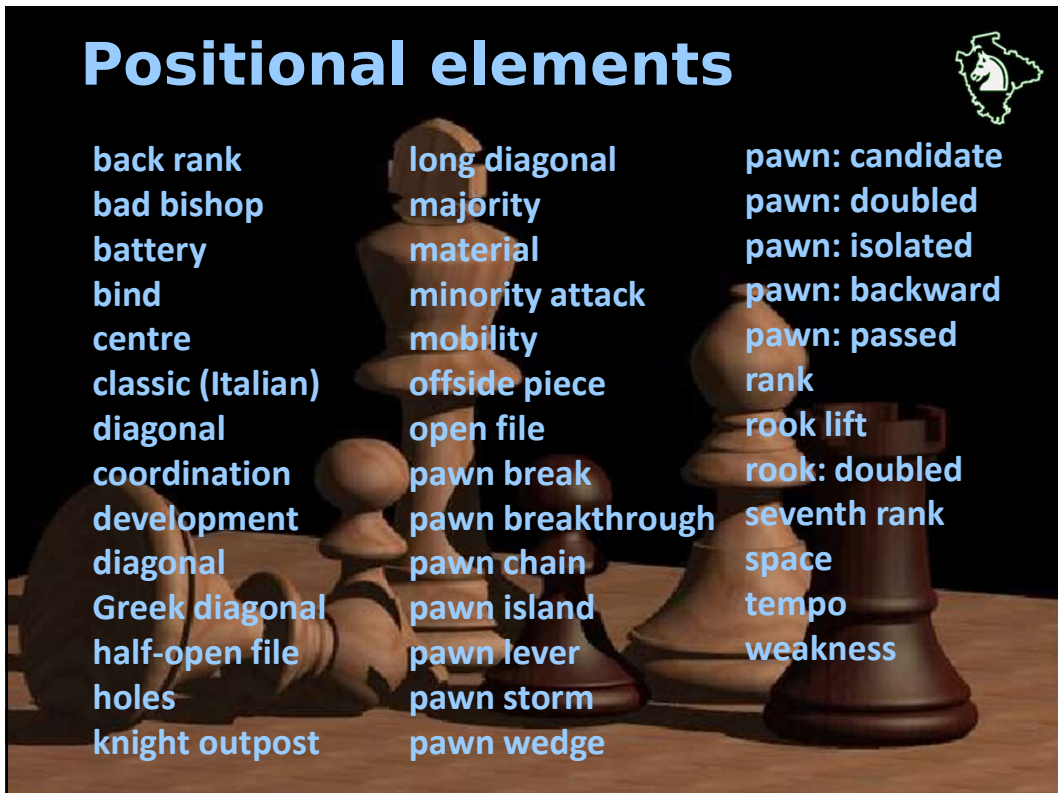 Positional elements
back rank
bad bishop
battery
bind
centre
classic (Italian)
diagonal
coordination
development
diagonal
Greek diagonal
half-open file
holes
knight outpost
long diagonal
majority
material
minority attack
mobility
offside piece
open file
pawn break
pawn breakthrough
pawn chain
pawn island
pawn lever
pawn storm
pawn wedge
pawn: candidate
pawn: doubled
pawn: isolated
pawn: backward
pawn: passed
rank
rook lift
rook: doubled
seventh rank
space
tempo
weakness